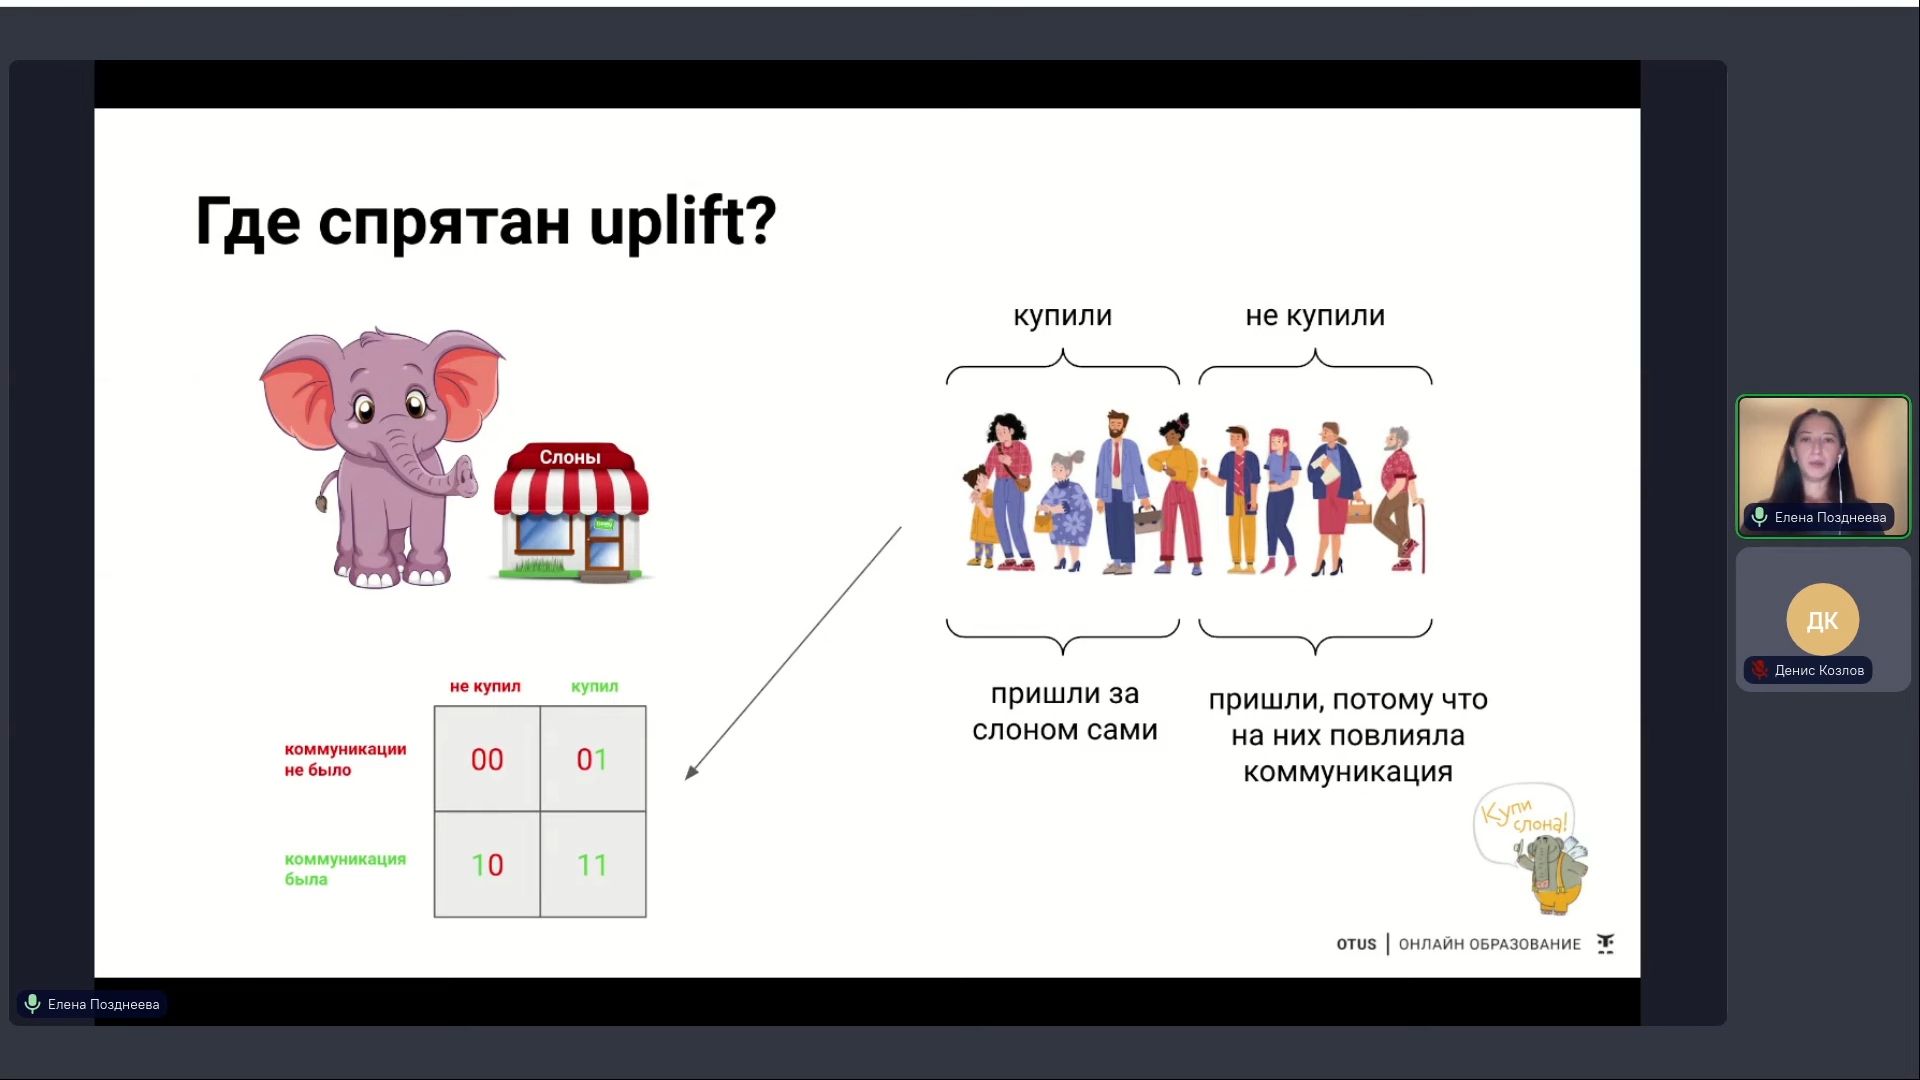 Где спрятан uplift?
купили
не купили
Слоны
OPEN
пришли за
слоном сами
пришли, потому что
на них повлияла
коммуникация
не купил
купил
коммуникации
не было
00
01
коммуникация
была
10
11
Купи
слона!
OTUS | ОНЛАЙН ОБРАЗОВАНИЕ
Елена Позднеева
Елена Позднеева
ДК
Денис Козлов